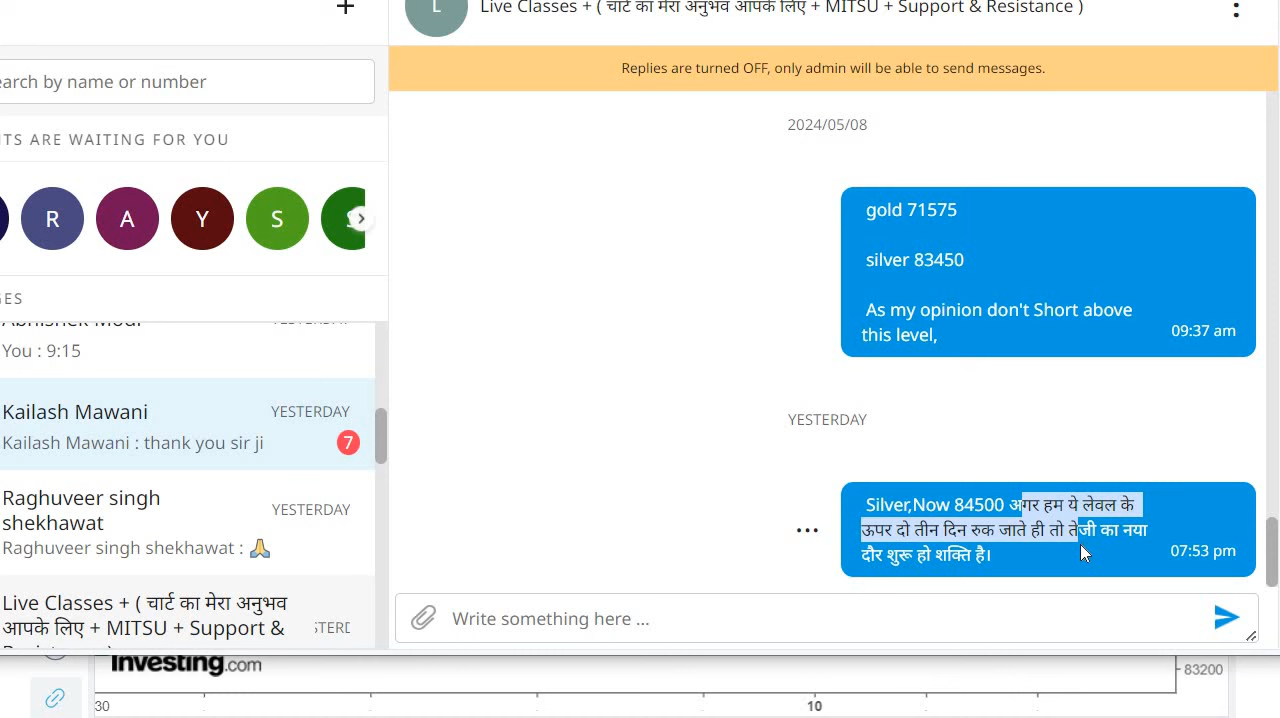 +
L
Live Classes + ( चार्ट का मेरा अनुभव आपके लिए + MITSU + Support & Resistance )
Replies are turned OFF, only admin will be able to send messages.
earch by name or number
NTS ARE WAITING FOR YOU
R
A
Y
S
GES
Abhishek Modi
You : 9:15
Kailash Mawani
YESTERDAY
Kailash Mawani : thank you sir ji
7
Raghuveer singh
shekhawat
YESTERDAY
Raghuveer singh shekhawat : 🙏
Live Classes + ( चार्ट का मेरा अनुभव
आपके लिए + MITSU + Support &
2024/05/08
gold 71575
silver 83450
As my opinion don't Short above
this level,
09:37 am
YESTERDAY
Silver,Now 84500 अगर हम ये लेवल के
ऊपर दो तीन दिन रुक जाते ही तो तेजी का नया
दौर शुरू हो शक्ति है।
07:53 pm
Write something here ...
Investing.com
83200
30
10